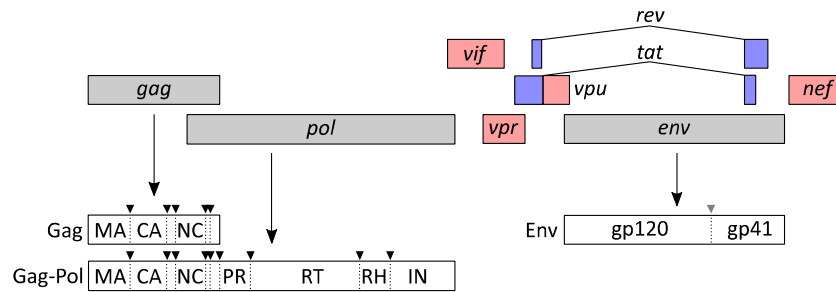 rev
vif tat
gag vpu nef
pol vpr env
Gag MA CA NC Env gp120 gp41
Gag-Pol MA CA NC PR RT RH IN